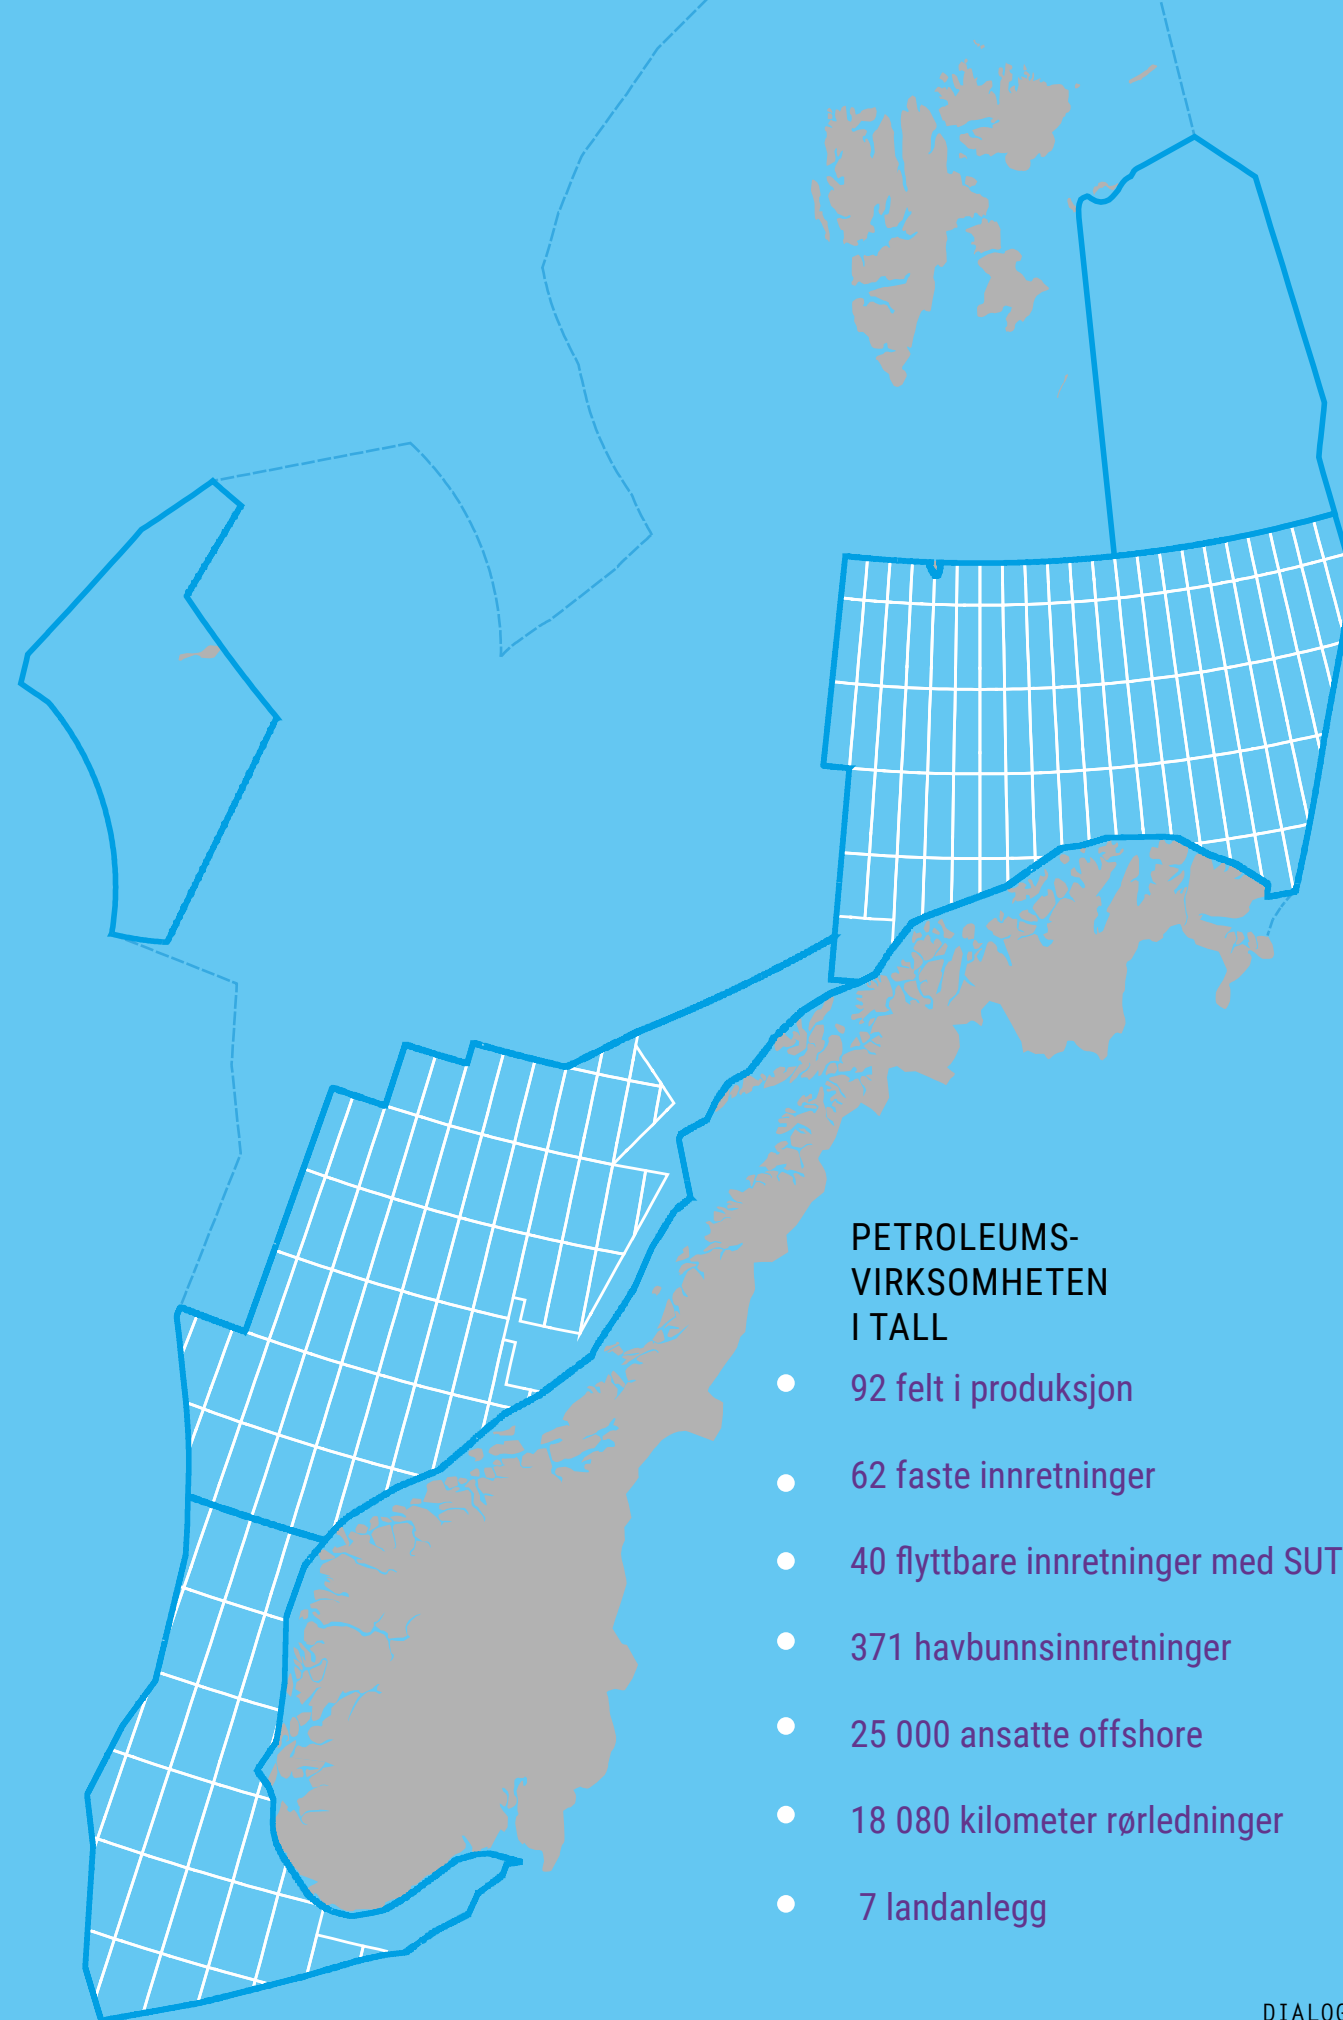 PETROLEUMS-
VIRKSOMHETEN
I TALL
92 felt i produksjon
62 faste innretninger
40 flyttbare innretninger med SUT
371 havbunnsinnretninger
25 000 ansatte offshore
18 080 kilometer rørledninger
7 landanlegg
DIALOG